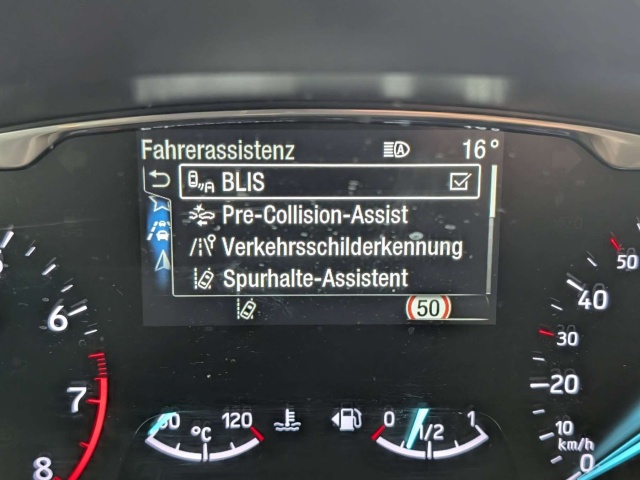 Fahrerassistenz 16°
BLIS
Pre-Collision-Assist
Verkehrsschilderkennung
Spurhalte-Assistent
50
6
7
8
120
°C
0 1/2 1
50
40
30
20
10
km/h
0